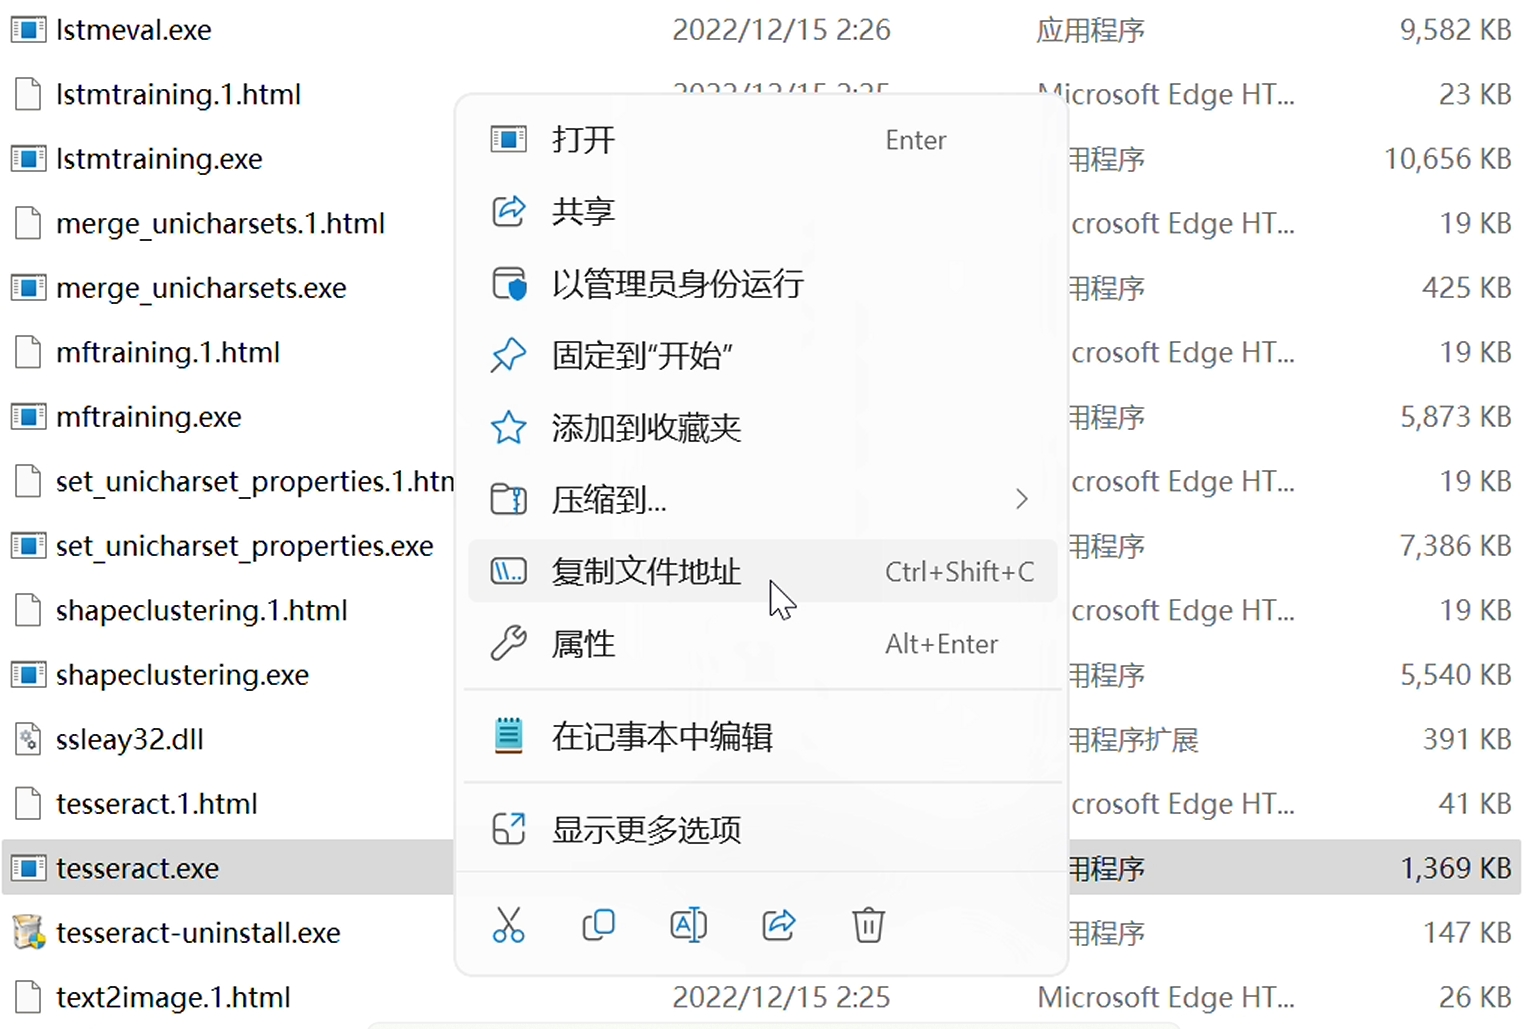 lstmeval.exe 2022/12/15 2:26 应用程序 9,582 KB
lstmtraining.1.html Microsoft Edge HT... 23 KB
lstmtraining.exe 用程序 10,656 KB
merge_unicharsets.1.html crosoft Edge HT... 19 KB
merge_unicharsets.exe 用程序 425 KB
mftraining.1.html crosoft Edge HT... 19 KB
mftraining.exe 用程序 5,873 KB
set_unicharset_properties.1.htn crosoft Edge HT... 19 KB
set_unicharset_properties.exe 用程序 7,386 KB
shapeclustering.1.html crosoft Edge HT... 19 KB
shapeclustering.exe 用程序 5,540 KB
ssleay32.dll 用程序扩展 391 KB
tesseract.1.html crosoft Edge HT... 41 KB
tesseract.exe 用程序 1,369 KB
tesseract-uninstall.exe 用程序 147 KB
text2image.1.html 2022/12/15 2:25 Microsoft Edge HT... 26 KB
打开 Enter
共享
以管理员身份运行
固定到“开始”
添加到收藏夹
压缩到...
复制文件地址 Ctrl+Shift+C
属性 Alt+Enter
在记事本中编辑
显示更多选项